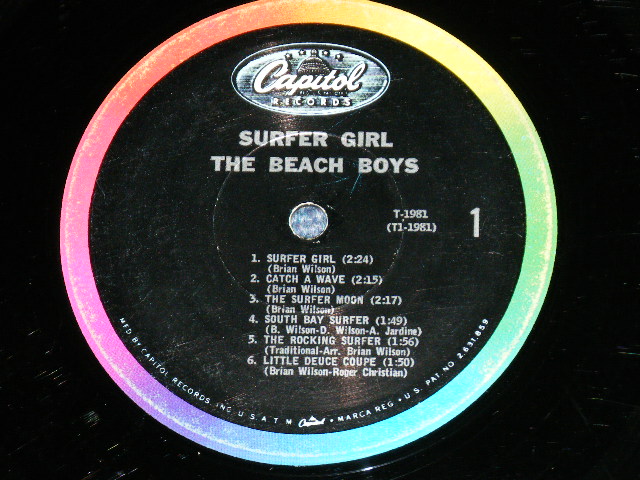 Capitol
RECORDS
SURFER GIRL
THE BEACH BOYS
T-1981
(T1-1981)
1
1. SURFER GIRL (2:24)
(Brian Wilson)
2. CATCH A WAVE (2:15)
(Brian Wilson)
3. THE SURFER MOON (2:17)
(Brian Wilson)
4. SOUTH BAY SURFER (1:49)
(B. Wilson-D. Wilson-A. Jardine)
5. THE ROCKING SURFER (1:56)
(Traditional-Arr. Brian Wilson)
6. LITTLE DEUCE COUPE (1:50)
(Brian Wilson-Roger Christian)
MFD BY CAPITOL RECORDS INC U S A T M Capitol • MARCA REG • U.S. PAT. NO. 2,631,859